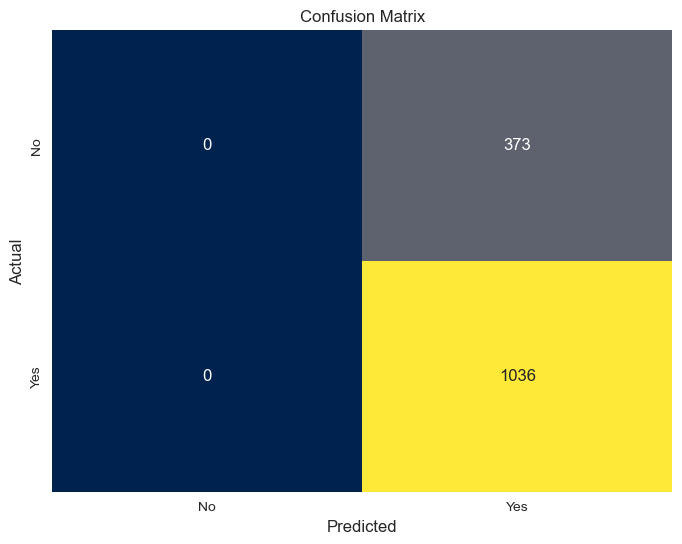 Confusion Matrix
No
0
373
Actual
Yes
0
1036
No
Yes
Predicted